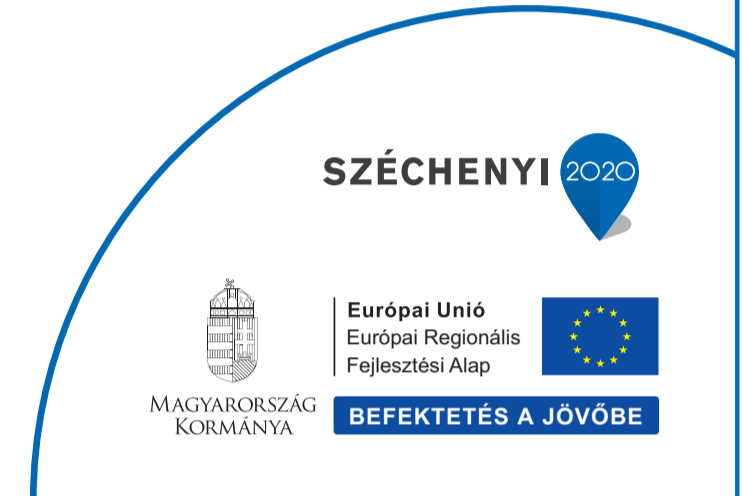 SZÉCHENYI 2020
Európai Unió
Európai Regionális
Fejlesztési Alap
MAGYARORSZÁG
KORMÁNYA
BEFEKTETÉS A JÖVŐBE